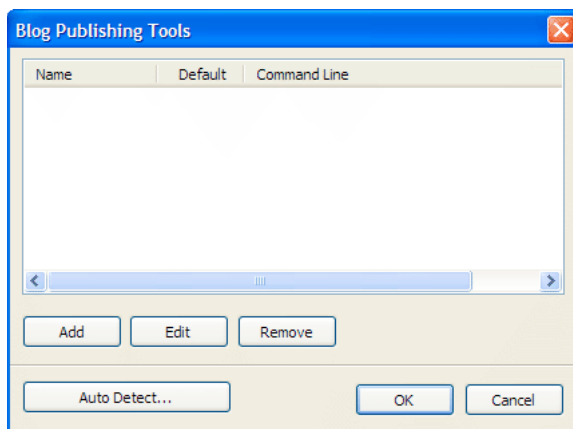 Blog Publishing Tools
Name Default Command Line
Add Edit Remove
Auto Detect... OK Cancel